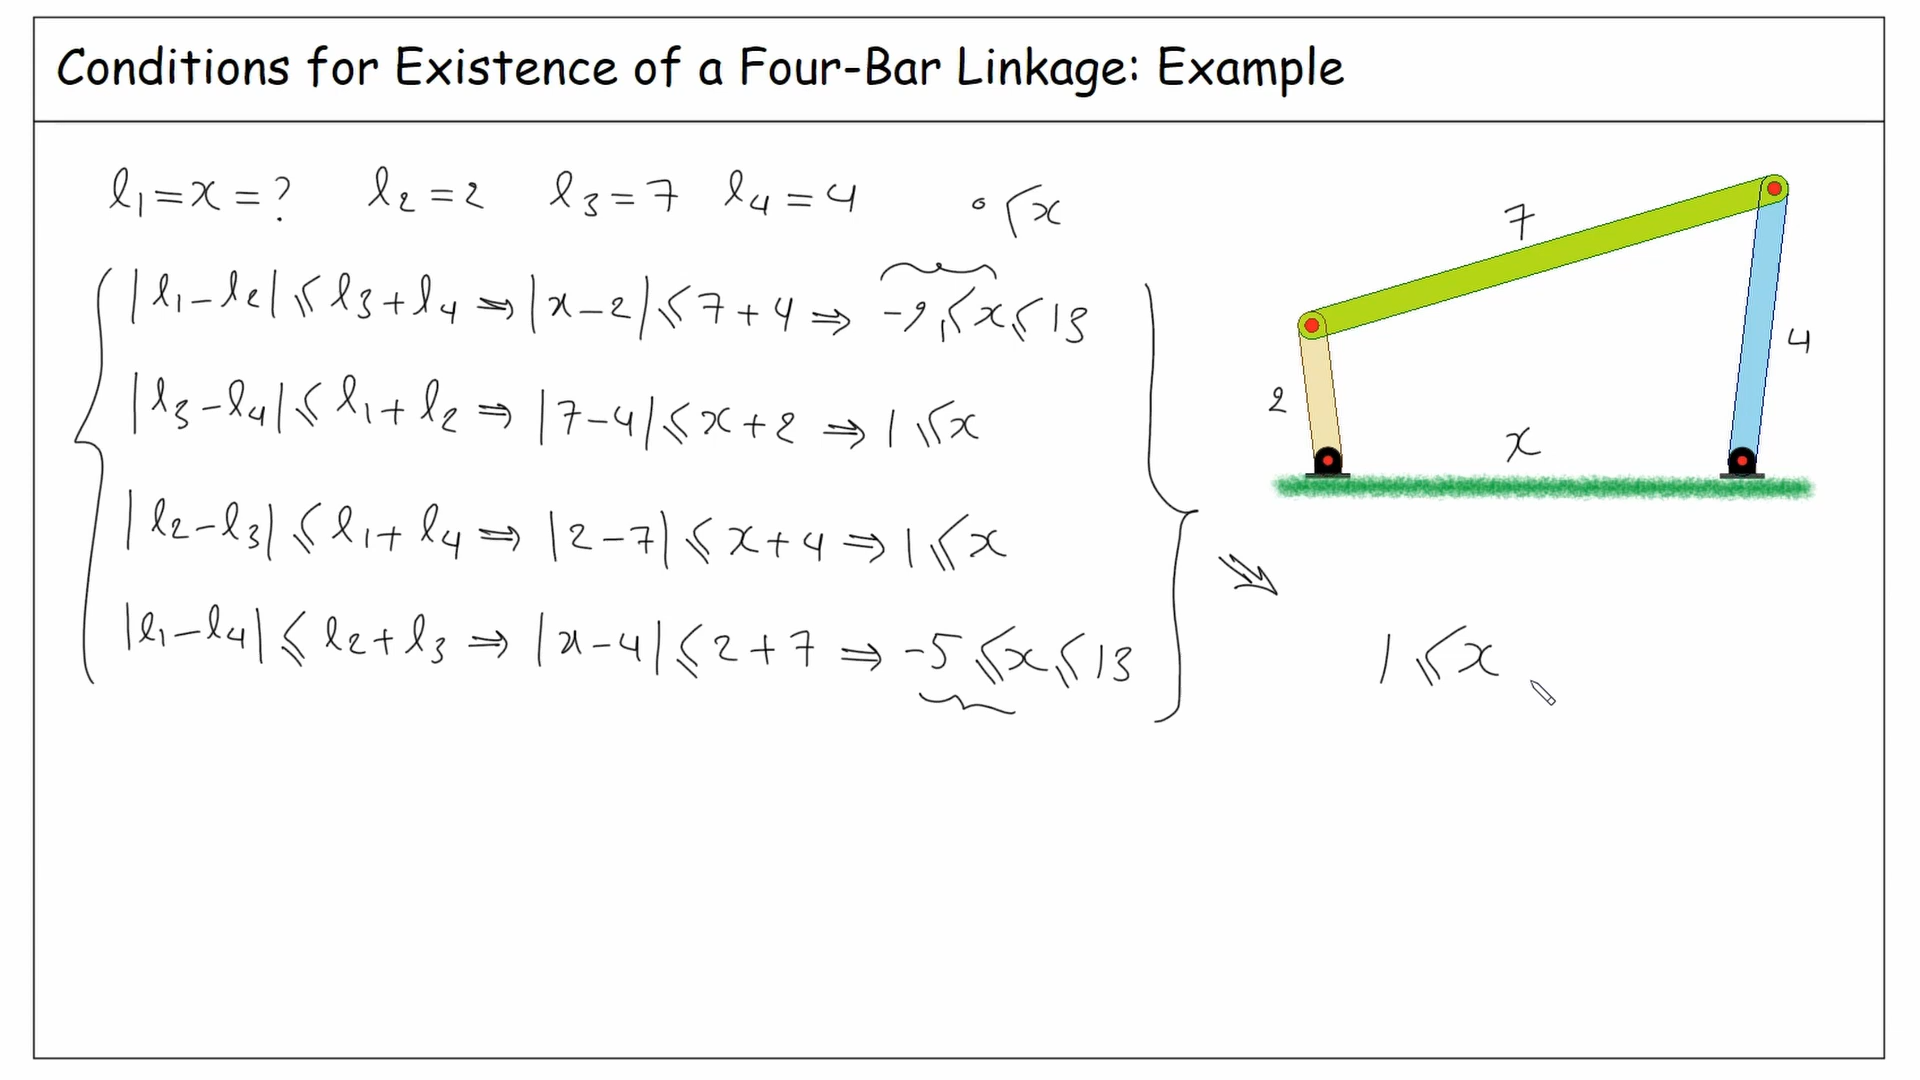 Conditions for Existence of a Four-Bar Linkage: Example
l₁ = x = ? l₂ = 2 l₃ = 7 l₄ = 4 0 ⩽ x
|l₁ - l₂| ⩽ l₃ + l₄ ⇒ |x - 2| ⩽ 7 + 4 ⇒ -9 ⩽ x ⩽ 13
|l₃ - l₄| ⩽ l₁ + l₂ ⇒ |7 - 4| ⩽ x + 2 ⇒ 1 ⩽ x
|l₂ - l₃| ⩽ l₁ + l₄ ⇒ |2 - 7| ⩽ x + 4 ⇒ 1 ⩽ x
|l₁ - l₄| ⩽ l₂ + l₃ ⇒ |x - 4| ⩽ 2 + 7 ⇒ -5 ⩽ x ⩽ 13
⇒
1 ⩽ x
7
4
2
x